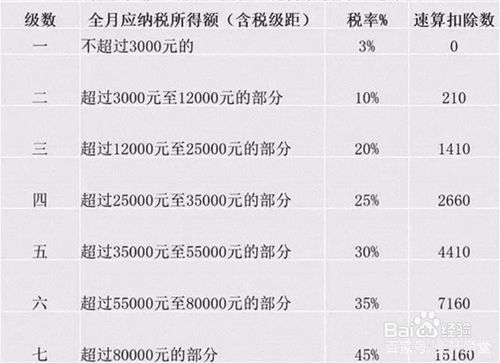 级数 全月应纳税所得额（含税级距） 税率% 速算扣除数
一 不超过3000元的 3% 0
二 超过3000元至12000元的部分 10% 210
三 超过12000元至25000元的部分 20% 1410
四 超过25000元至35000元的部分 25% 2660
五 超过35000元至55000元的部分 30% 4410
六 超过55000元至80000元的部分 35% 7160
Bai 百科
七 超过80000元的部分 45% 15160